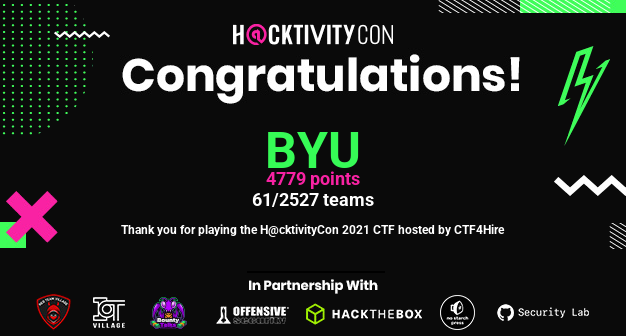 H@CKTIVITYCON
Congratulations!
BYU
4779 points
61/2527 teams
Thank you for playing the H@cktivityCon 2021 CTF hosted by CTF4Hire
In Partnership With
RED TEAM VILLAGE
IOT
VILLAGE
Bounty
OFFENSIVE
security
HACKTHEBOX
no starch
press
Security Lab